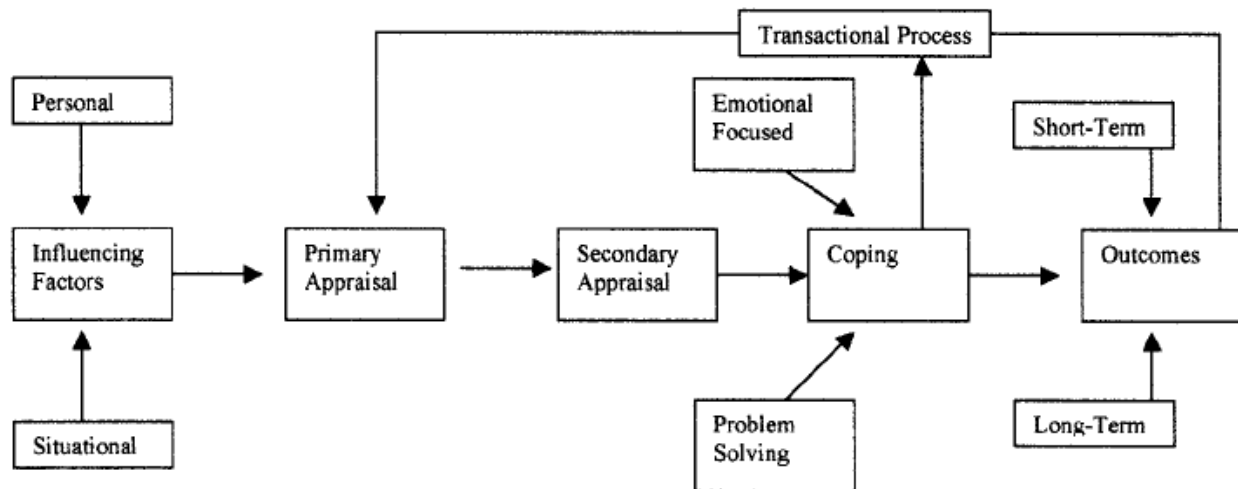 Transactional Process
Personal
Emotional
Focused
Short-Term
Influencing
Factors
Primary
Appraisal
Secondary
Appraisal
Coping
Outcomes
Situational
Problem
Solving
Long-Term